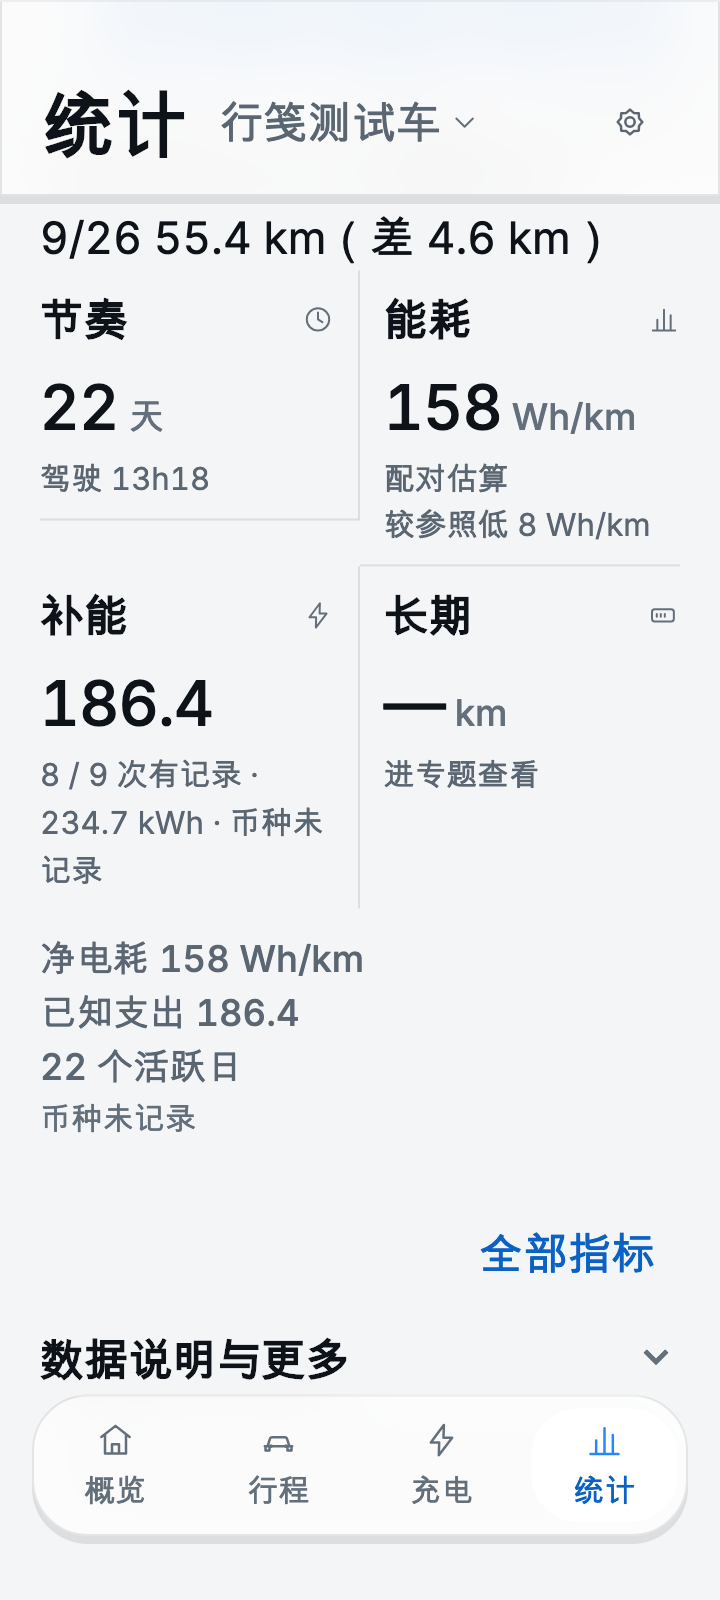 统计 行笺测试车
9/26 55.4 km ( 差 4.6 km )
节奏
22 天
驾驶 13h18
能耗
158 Wh/km
配对估算
较参照低 8 Wh/km
补能
186.4
8 / 9 次有记录 ·
234.7 kWh · 币种未
记录
长期
— km
进专题查看
净电耗 158 Wh/km
已知支出 186.4
22 个活跃日
币种未记录
全部指标
数据说明与更多
概览 行程 充电 统计